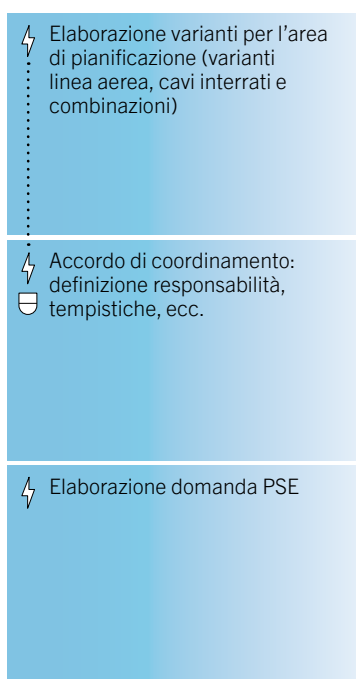 Elaborazione varianti per l’area
di pianificazione (varianti
linea aerea, cavi interrati e
combinazioni)
Accordo di coordinamento:
definizione responsabilità,
tempistiche, ecc.
Elaborazione domanda PSE